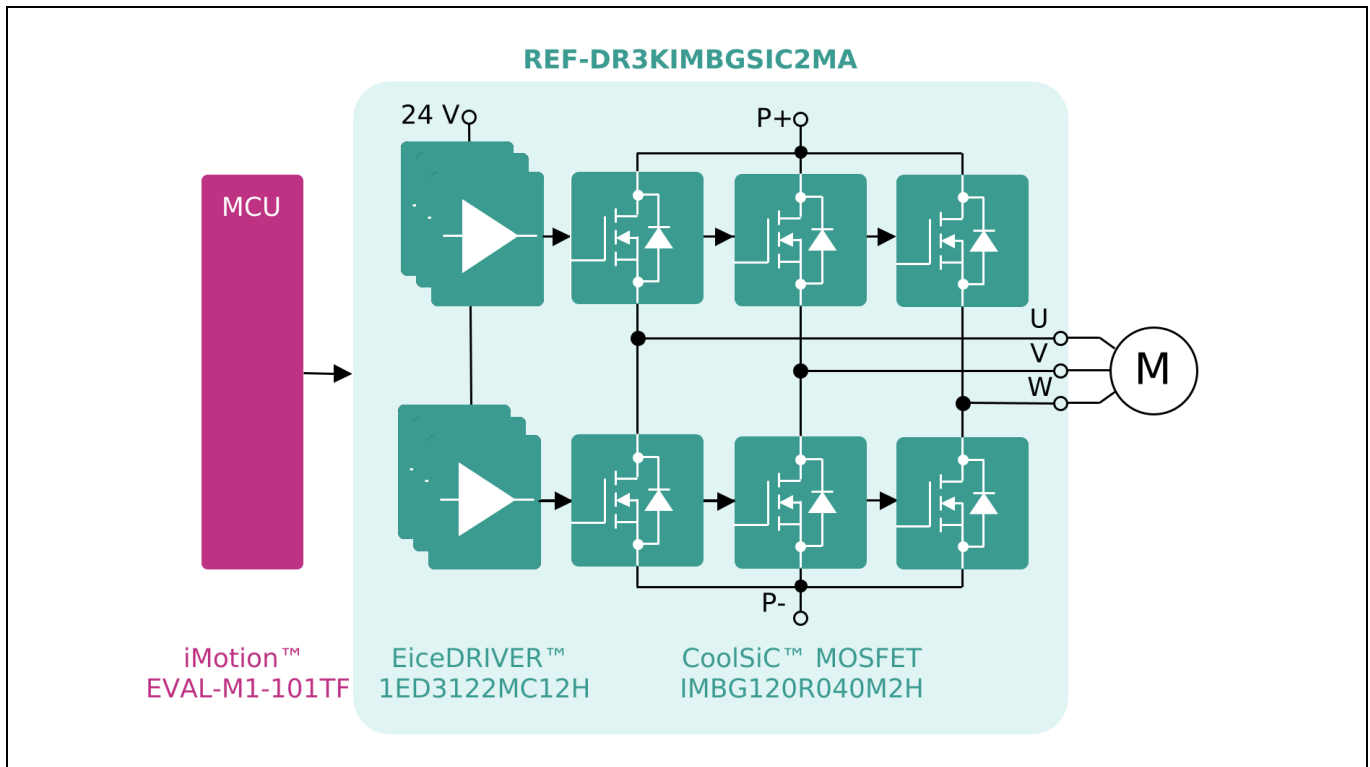 REF-DR3KIMBGSIC2MA
24 V
P+
MCU
U
V
W
M
P-
iMotion™
EVAL-M1-101TF
EiceDRIVER™
1ED3122MC12H
CoolSiC™ MOSFET
IMBG120R040M2H